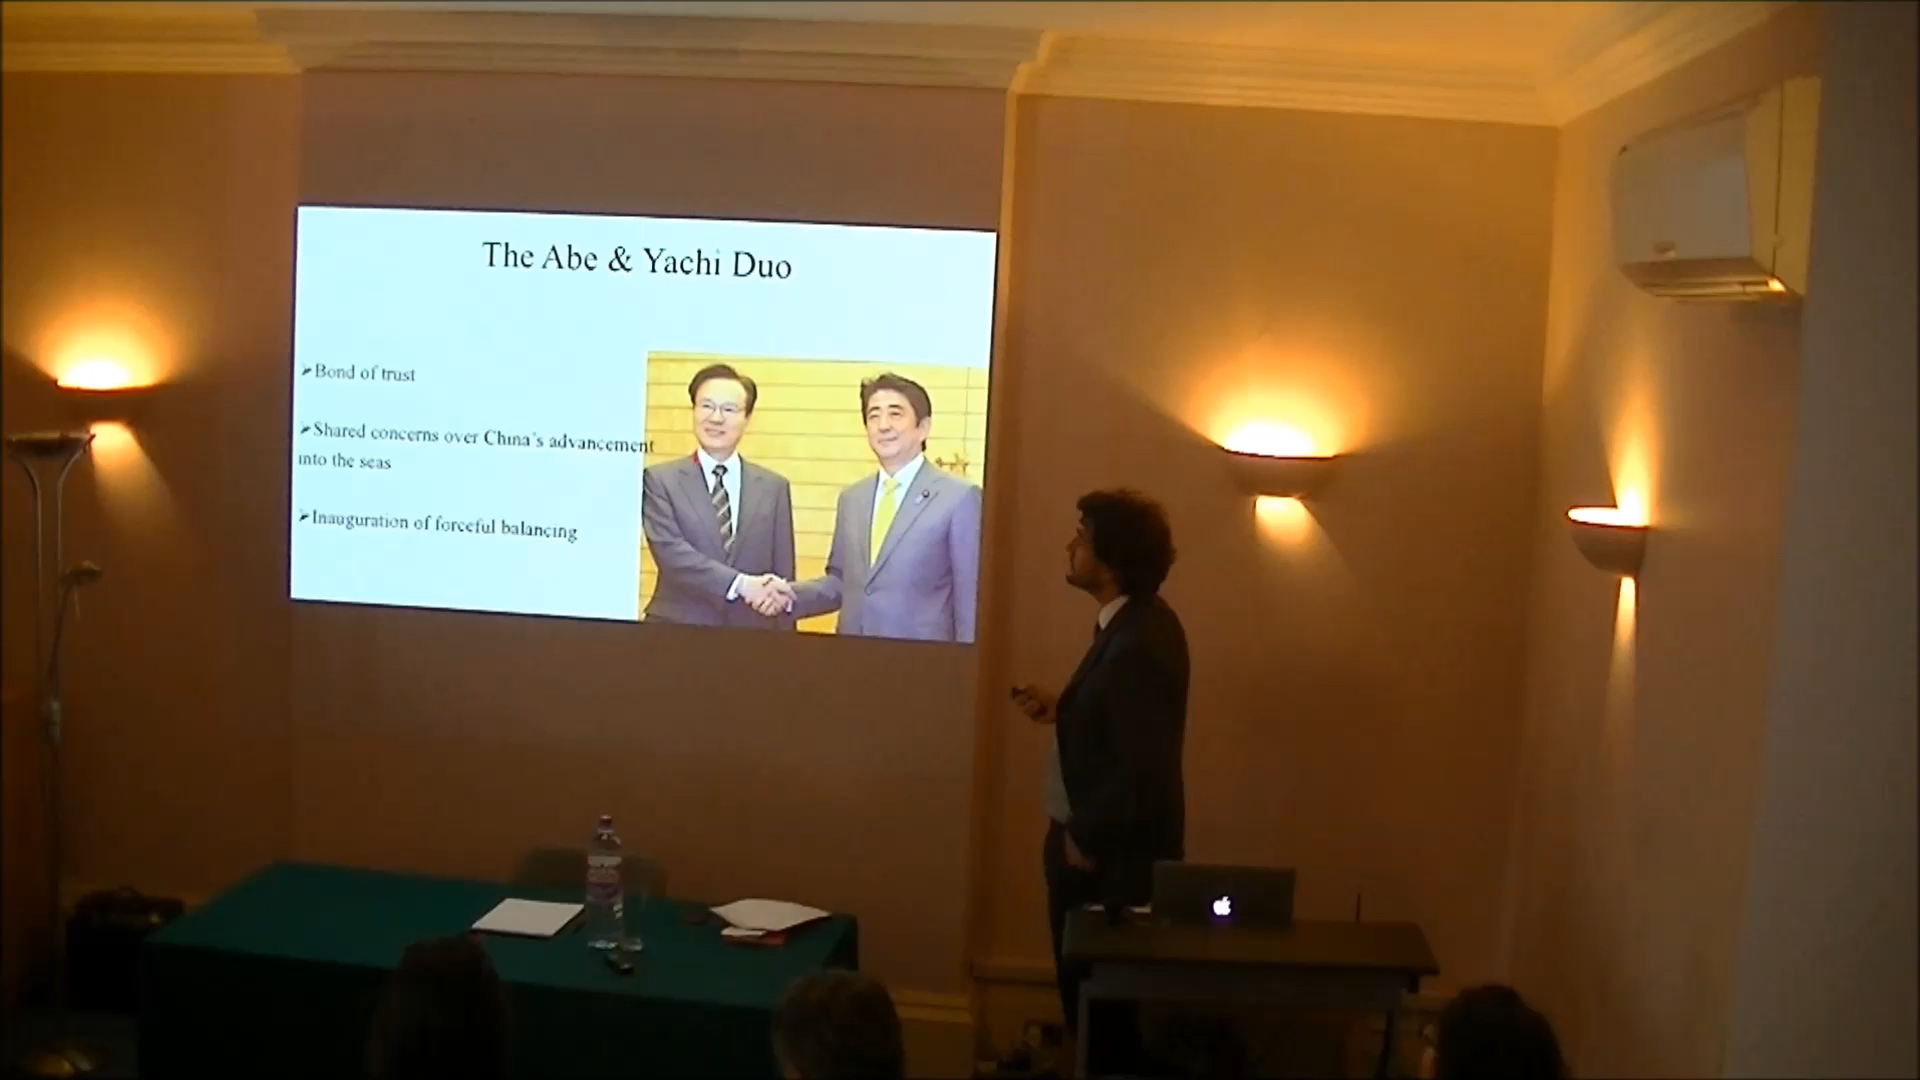 The Abe & Yachi Duo
➢Bond of trust
➢Shared concerns over China's advancement
into the seas
➢Inauguration of forceful balancing